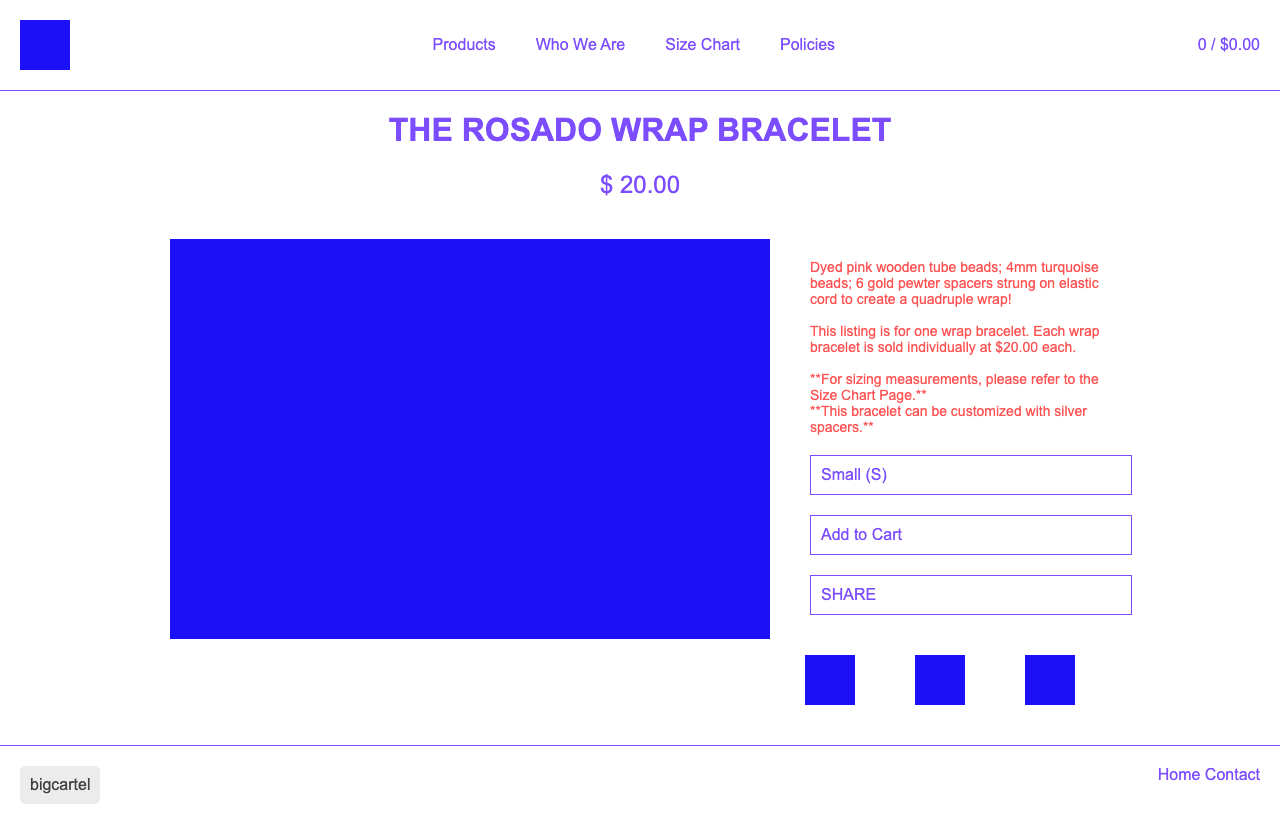 Products
Who We Are
Size Chart
Policies
0 / $0.00
THE ROSADO WRAP BRACELET
$ 20.00
Dyed pink wooden tube beads; 4mm turquoise
beads; 6 gold pewter spacers strung on elastic
cord to create a quadruple wrap!
This listing is for one wrap bracelet. Each wrap
bracelet is sold individually at $20.00 each.
**For sizing measurements, please refer to the
Size Chart Page.**
**This bracelet can be customized with silver
spacers.**
Small (S)
Add to Cart
SHARE
bigcartel
Home Contact